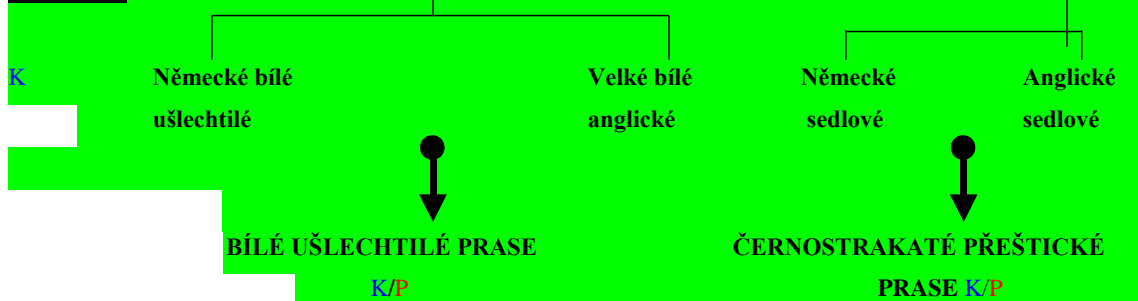 K Německé bílé Velké bílé Německé Anglické
ušlechtilé anglické sedlové sedlové
BÍLÉ UŠLECHTILÉ PRASE ČERNOSTRAKATÉ PŘEŠTICKÉ
K/P PRASE K/P